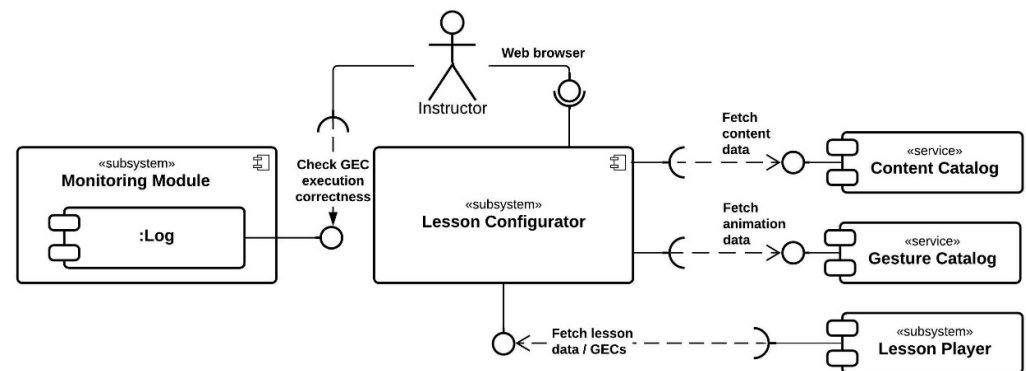 Web browser
Instructor
«subsystem»
Monitoring Module
:Log
Check GEC
execution
correctness
«subsystem»
Lesson Configurator
Fetch
content
data
«service»
Content Catalog
Fetch
animation
data
«service»
Gesture Catalog
Fetch lesson
data / GECs
«subsystem»
Lesson Player